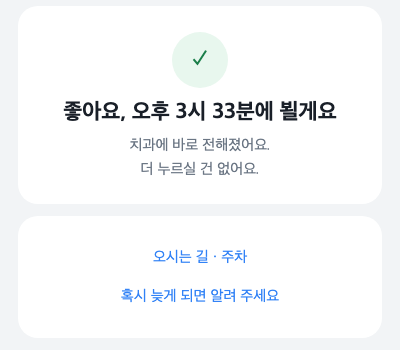 좋아요, 오후 3시 33분에 뵐게요
치과에 바로 전해졌어요.
더 누르실 건 없어요.
오시는 길 · 주차
혹시 늦게 되면 알려 주세요